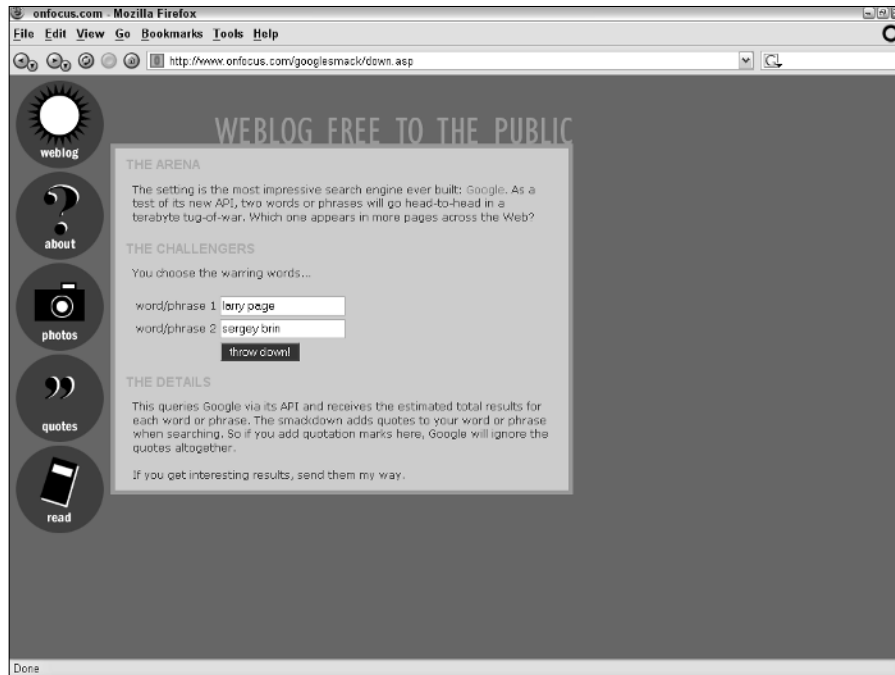 onfocus.com - Mozilla Firefox
File Edit View Go Bookmarks Tools Help
http://www.onfocus.com/googlesmack/down.asp
WEBLOG FREE TO THE PUBLIC
weblog
about
photos
quotes
read
THE ARENA
The setting is the most impressive search engine ever built: Google. As a
test of its new API, two words or phrases will go head-to-head in a
terabyte tug-of-war. Which one appears in more pages across the Web?
THE CHALLENGERS
You choose the warring words...
word/phrase 1 larry page
word/phrase 2 sergey brin
throw down!
THE DETAILS
This queries Google via its API and receives the estimated total results for
each word or phrase. The smackdown adds quotes to your word or phrase
when searching. So if you add quotation marks here, Google will ignore the
quotes altogether.
If you get interesting results, send them my way.
Done